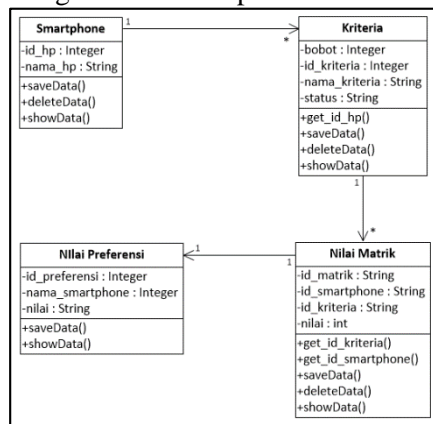 Smartphone
-id_hp : Integer
-nama_hp : String
+saveData()
+deleteData()
+showData()
1
*
Kriteria
-bobot : Integer
-id_kriteria : Integer
-nama_kriteria : String
-status : String
+get_id_hp()
+saveData()
+deleteData()
+showData()
1
*
NIlai Preferensi
-id_preferensi : Integer
-nama_smartphone : Integer
-nilai : String
+saveData()
+showData()
1
1
Nilai Matrik
-id_matrik : String
-id_smartphone : String
-id_kriteria : String
-nilai : int
+get_id_kriteria()
+get_id_smartphone()
+saveData()
+deleteData()
+showData()